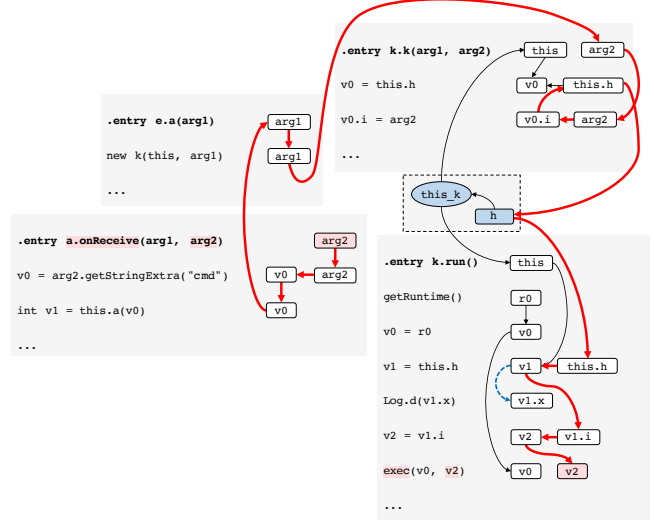 .entry k.k(arg1, arg2)
this
arg2
v0 = this.h
v0
this.h
v0.i = arg2
v0.i
arg2
...
.entry e.a(arg1)
arg1
new k(this, arg1)
arg1
...
this_k
h
.entry a.onReceive(arg1, arg2)
arg2
v0 = arg2.getStringExtra("cmd")
v0
arg2
int v1 = this.a(v0)
v0
...
.entry k.run()
this
getRuntime()
r0
v0 = r0
v0
v1 = this.h
v1
this.h
Log.d(v1.x)
v1.x
v2 = v1.i
v2
v1.i
exec(v0, v2)
v0
v2
...